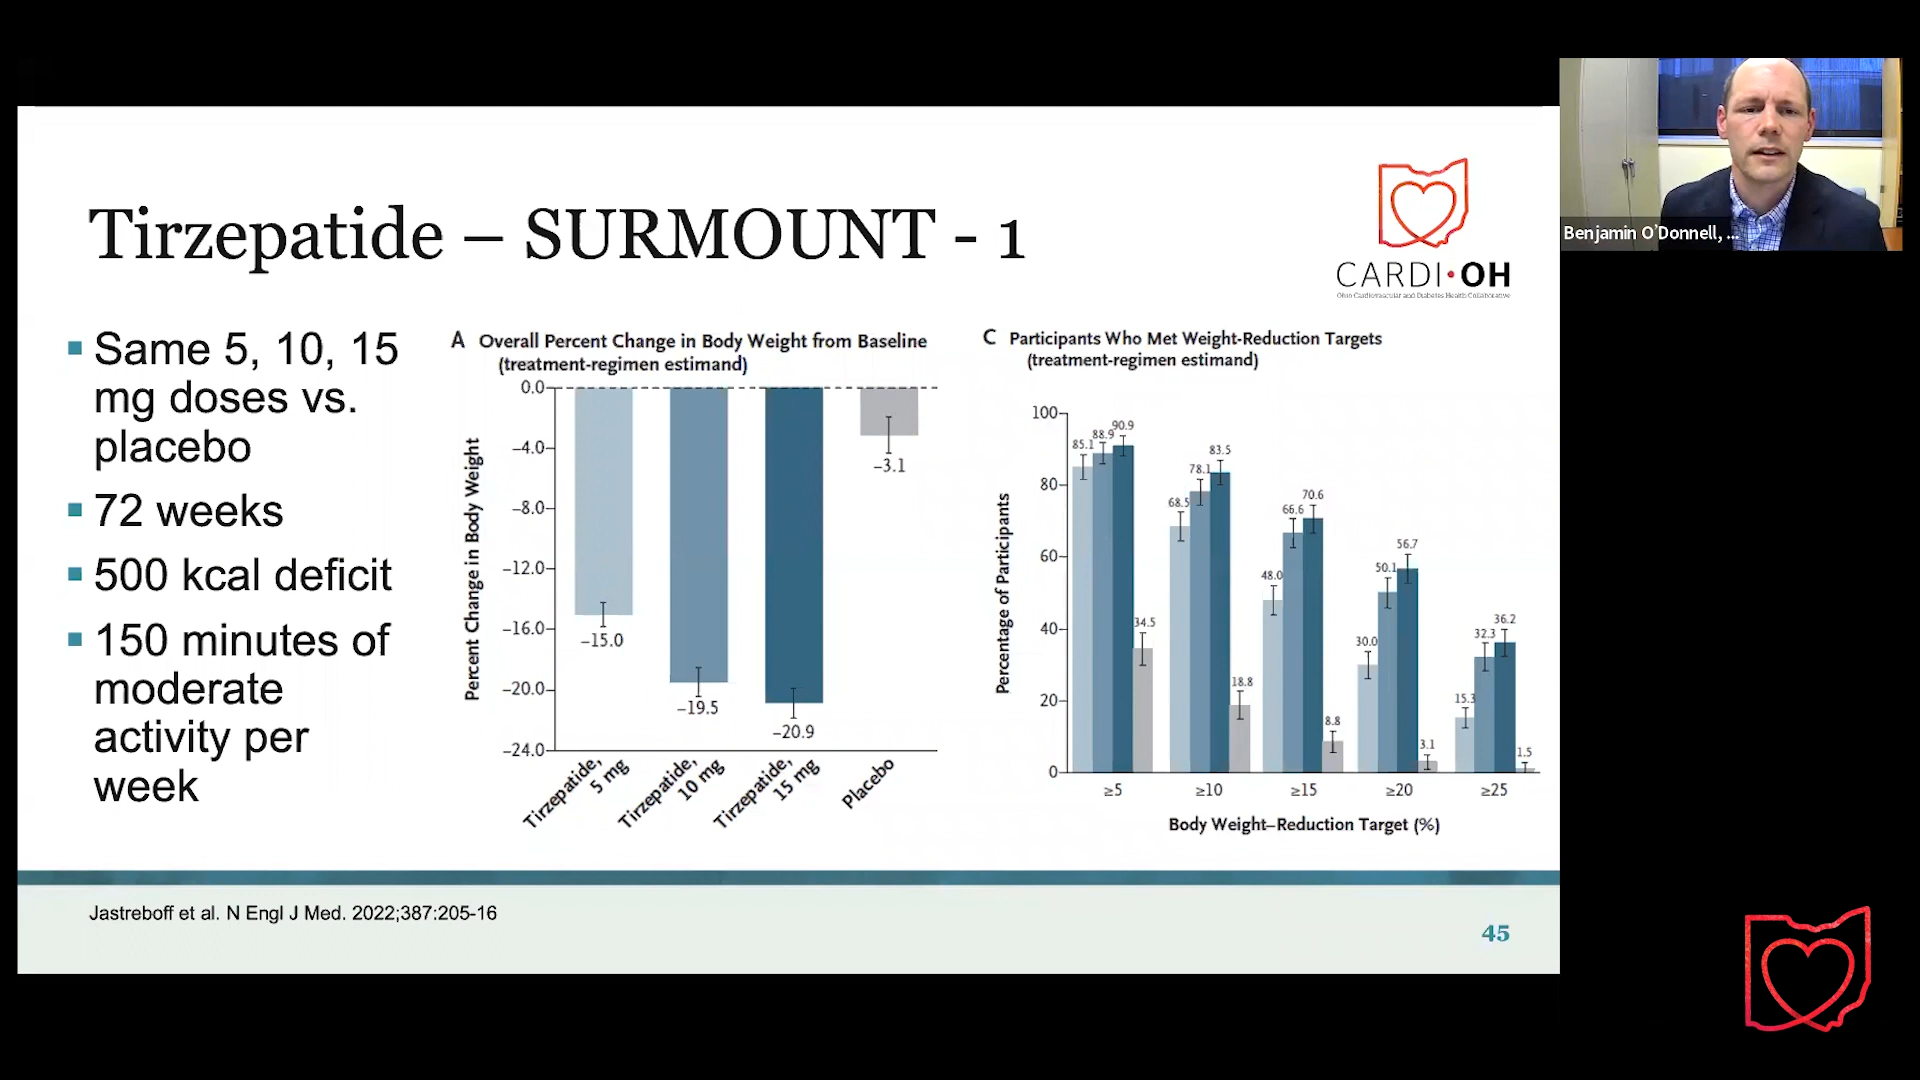 Benjamin O'Donnell, ...
Tirzepatide – SURMOUNT - 1
CARDI•OH
Ohio Cardiovascular and Diabetes Health Collaborative
Same 5, 10, 15
mg doses vs.
placebo
72 weeks
500 kcal deficit
150 minutes of
moderate
activity per
week
A Overall Percent Change in Body Weight from Baseline
(treatment-regimen estimand)
Percent Change in Body Weight
0.0
–4.0
–8.0
–12.0
–16.0
–20.0
–24.0
–15.0
–19.5
–20.9
–3.1
Tirzepatide,
5 mg
Tirzepatide,
10 mg
Tirzepatide,
15 mg
Placebo
C Participants Who Met Weight-Reduction Targets
(treatment-regimen estimand)
Percentage of Participants
100
80
60
40
20
0
85.1
88.9
90.9
34.5
68.5
78.1
83.5
18.8
48.0
66.6
70.6
8.8
30.0
50.1
56.7
3.1
15.3
32.3
36.2
1.5
≥5
≥10
≥15
≥20
≥25
Body Weight–Reduction Target (%)
Jastreboff et al. N Engl J Med. 2022;387:205-16
45